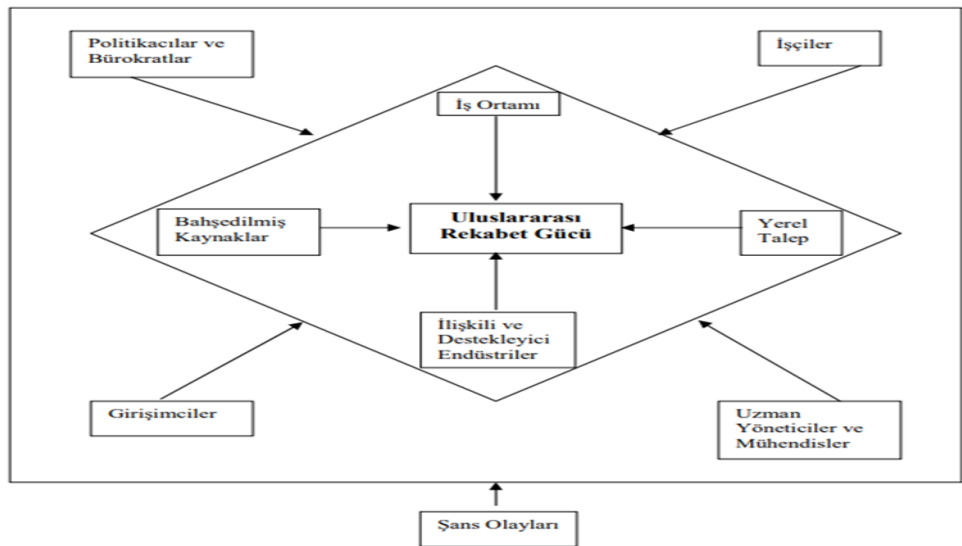 Politikacılar ve
Bürokratlar
İşçiler
İş Ortamı
Bahşedilmiş
Kaynaklar
Uluslararası
Rekabet Gücü
Yerel
Talep
İlişkili ve
Destekleyici
Endüstriler
Girişimciler
Uzman
Yöneticiler ve
Mühendisler
Şans Olayları